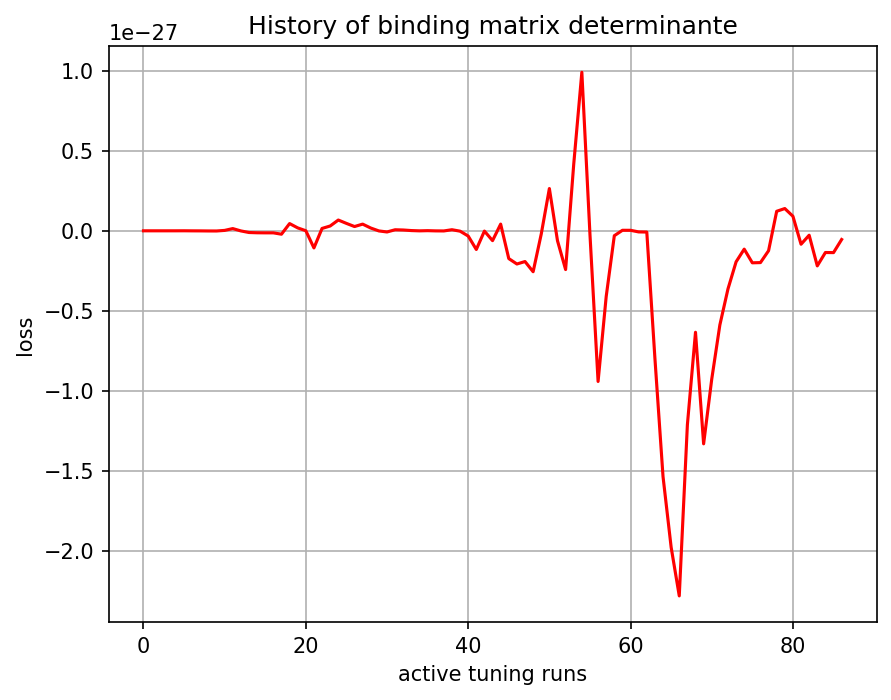 History of binding matrix determinante
1e−27
1.0
0.5
0.0
−0.5
−1.0
−1.5
−2.0
loss
0 20 40 60 80
active tuning runs